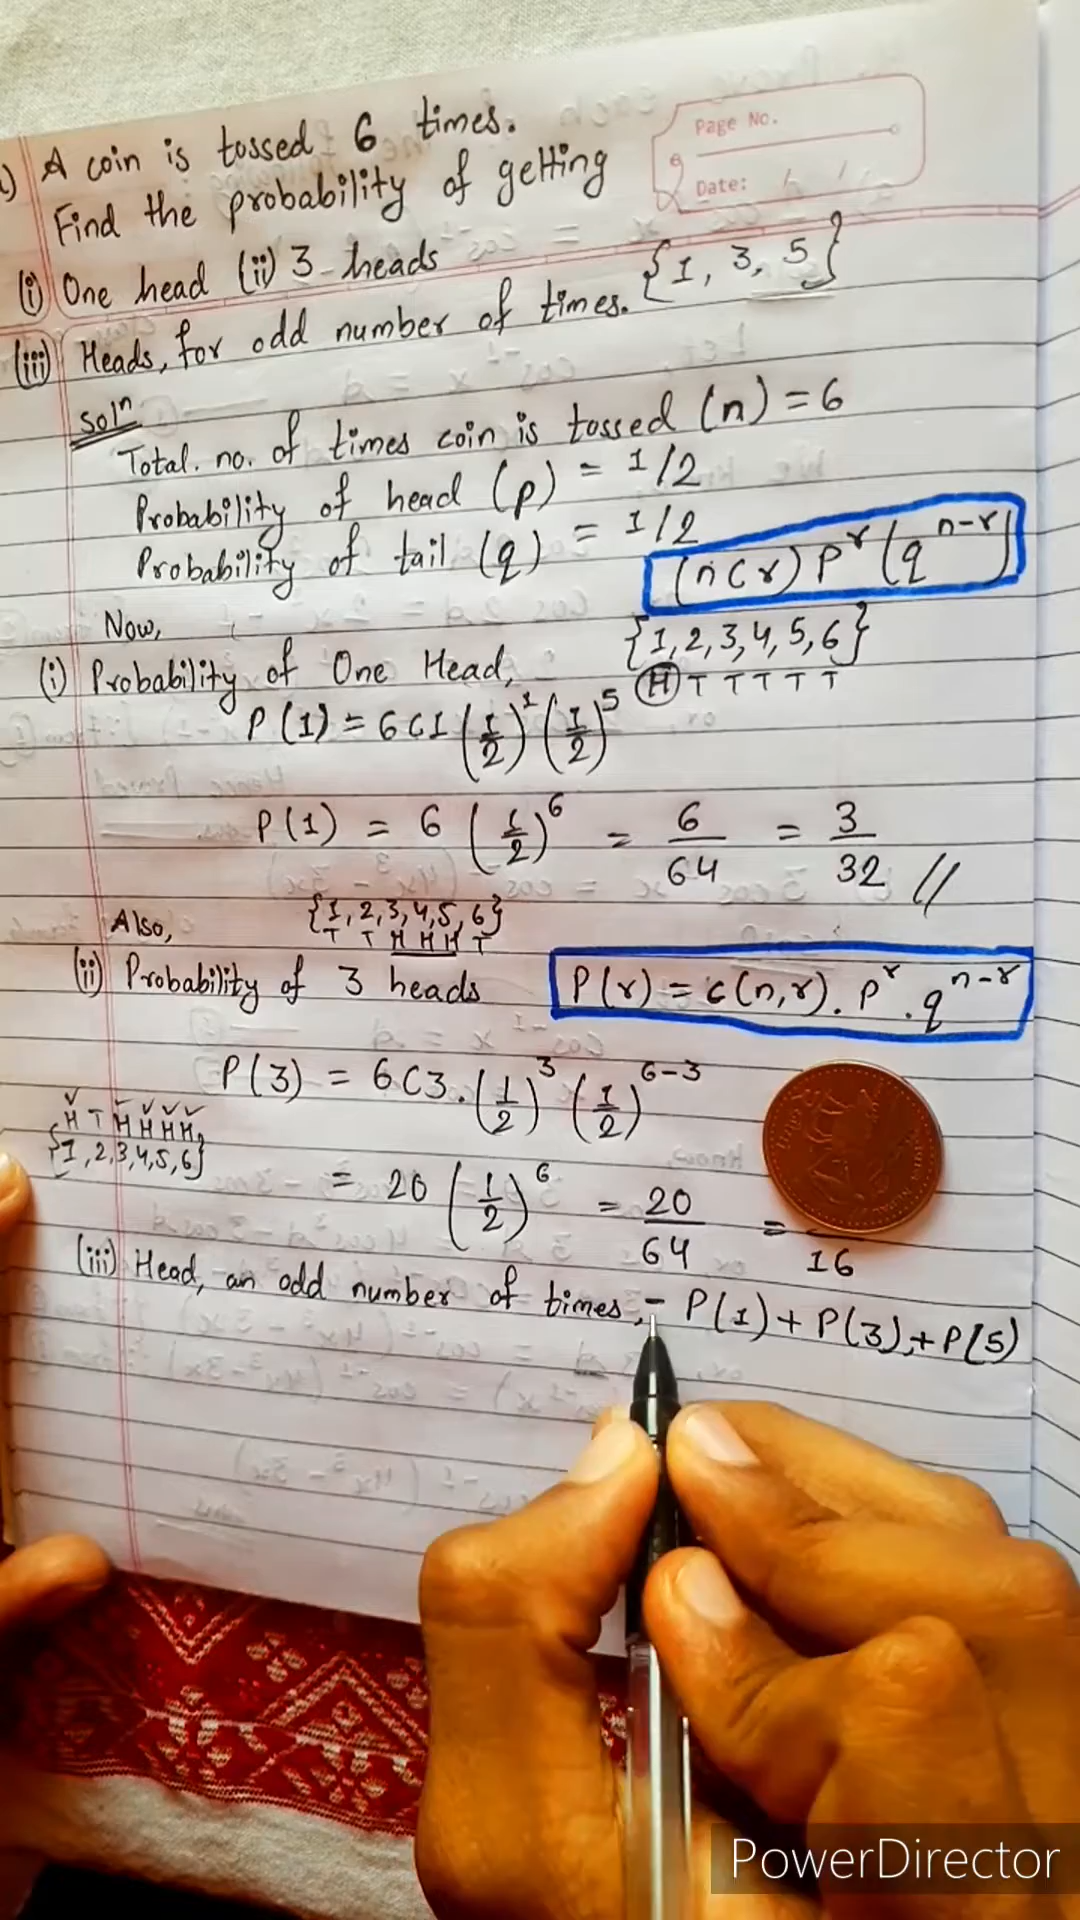 A coin is tossed 6 times.
Find the probability of getting
(i) One head (ii) 3 heads
{1, 3, 5}
(iii) Heads, for odd number of times.
Page No.
Date:
Solⁿ
Total. no. of times coin is tossed (n) = 6
Probability of head (p) = 1/2
Probability of tail (q) = 1/2
(nCr) Pʳ (qⁿ⁻ʳ)
Now,
{1, 2, 3, 4, 5, 6}
H T T T T T
(i) Probability of One Head,
P(1) = 6C1 (1/2)¹ (1/2)⁵
P(1) = 6 (1/2)⁶ = 6/64 = 3/32 //
Also,
{1, 2, 3, 4, 5, 6}
T T H H H T
(ii) Probability of 3 heads
P(r) = c(n,r). pʳ . qⁿ⁻ʳ
P(3) = 6C3. (1/2)³ (1/2)⁶⁻³
H T H H H H,
{1, 2, 3, 4, 5, 6}
= 20 (1/2)⁶ = 20/64 = /16
(iii) Head, an odd number of times, – P(1) + P(3) + P(5)
PowerDirector